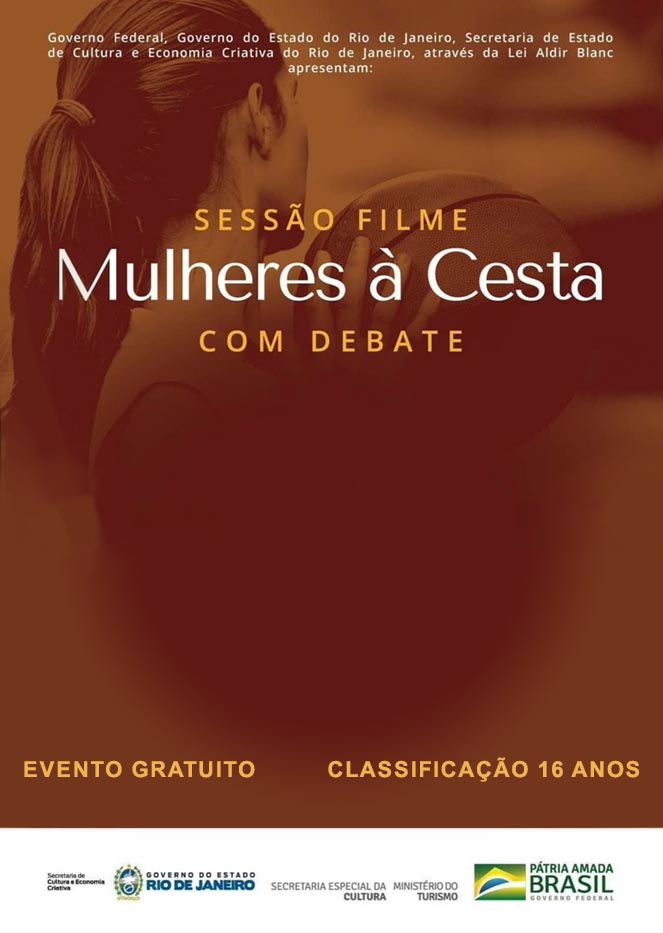 Governo Federal, Governo do Estado do Rio de Janeiro, Secretaria de Estado
de Cultura e Economia Criativa do Rio de Janeiro, através da Lei Aldir Blanc
apresentam:
SESSÃO FILME
Mulheres à Cesta
COM DEBATE
EVENTO GRATUITO
CLASSIFICAÇÃO 16 ANOS
Secretaria de
Cultura e Economia
Criativa
GOVERNO DO ESTADO
RIO DE JANEIRO
SECRETARIA ESPECIAL DA
CULTURA
MINISTÉRIO DO
TURISMO
PÁTRIA AMADA
BRASIL
GOVERNO FEDERAL